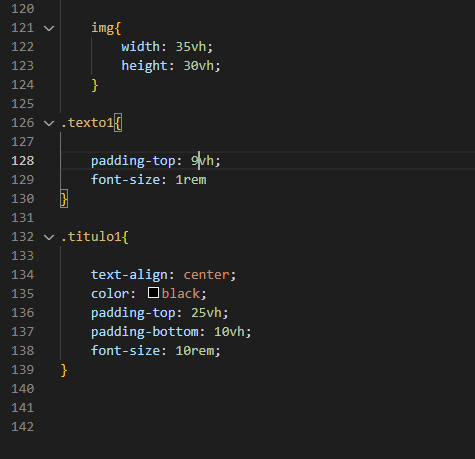 120
121 img{
122 width: 35vh;
123 height: 30vh;
124 }
125
126 .texto1{
127
128 padding-top: 9vh;
129 font-size: 1rem
130 }
131
132 .titulo1{
133
134 text-align: center;
135 color: black;
136 padding-top: 25vh;
137 padding-bottom: 10vh;
138 font-size: 10rem;
139 }
140
141
142